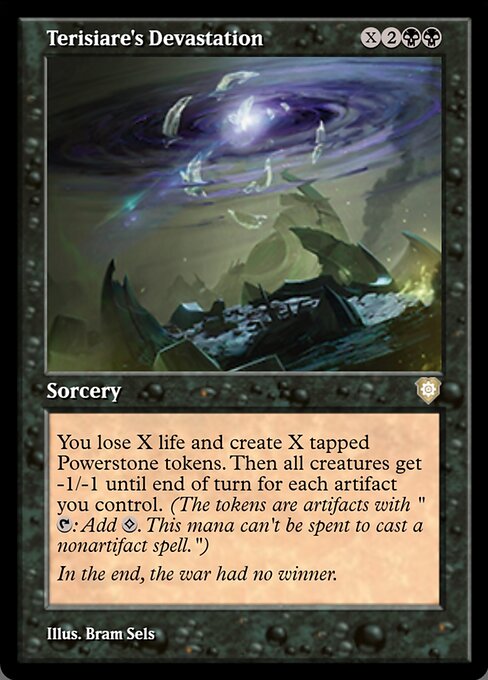 Terisiare's Devastation X 2
Sorcery
You lose X life and create X tapped
Powerstone tokens. Then all creatures get
-1/-1 until end of turn for each artifact
you control. (The tokens are artifacts with "
: Add . This mana can't be spent to cast a
nonartifact spell.")
In the end, the war had no winner.
Illus. Bram Sels